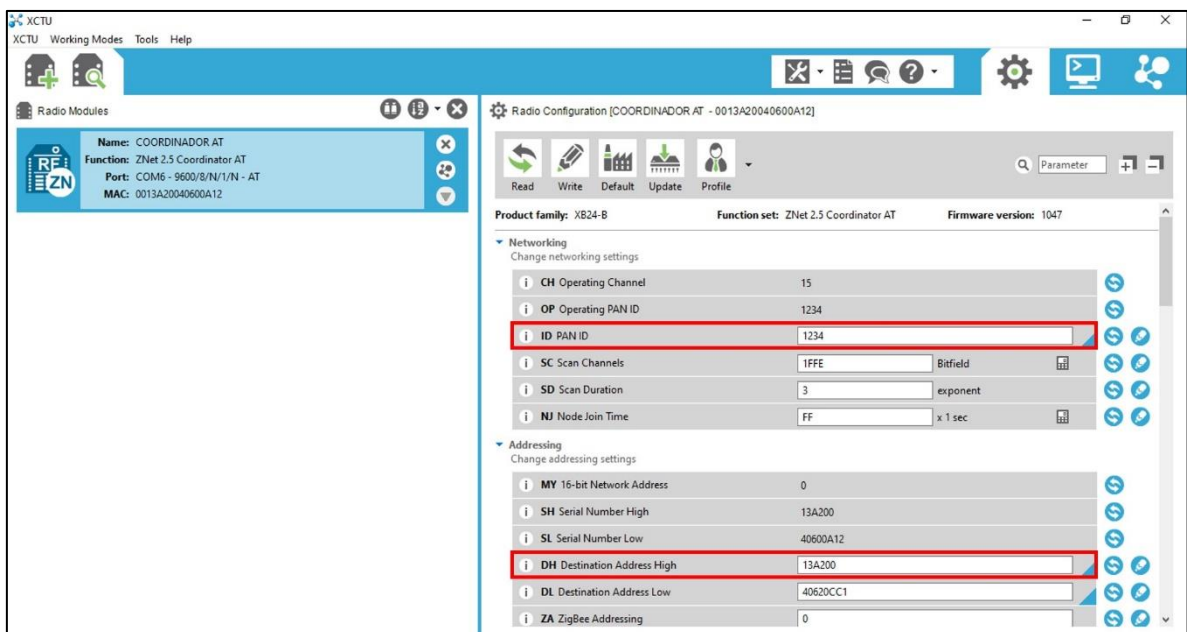 XCTU
XCTU Working Modes Tools Help
Radio Modules
Name: COORDINADOR AT
Function: ZNet 2.5 Coordinator AT
Port: COM6 - 9600/8/N/1/N - AT
MAC: 0013A20040600A12
RF
ZN
Radio Configuration [COORDINADOR AT - 0013A20040600A12]
Read Write Default Update Profile
Parameter
Product family: XB24-B Function set: ZNet 2.5 Coordinator AT Firmware version: 1047
Networking
Change networking settings
i CH Operating Channel 15
i OP Operating PAN ID 1234
i ID PAN ID 1234
i SC Scan Channels 1FFE Bitfield
i SD Scan Duration 3 exponent
i NJ Node Join Time FF x 1 sec
Addressing
Change addressing settings
i MY 16-bit Network Address 0
i SH Serial Number High 13A200
i SL Serial Number Low 40600A12
i DH Destination Address High 13A200
i DL Destination Address Low 40620CC1
i ZA ZigBee Addressing 0